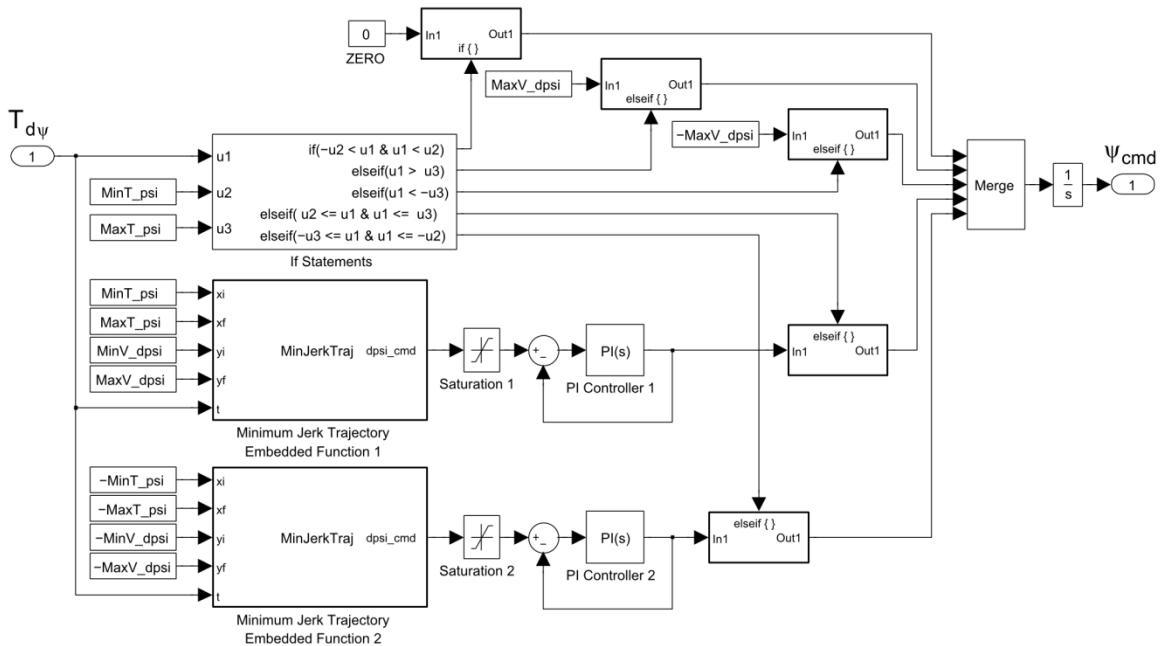 0
ZERO
In1
Out1
if { }
MaxV_dpsi
In1
Out1
elseif { }
−MaxV_dpsi
In1
Out1
elseif { }
T dψ
1
MinT_psi
MaxT_psi
u1
u2
u3
if(-u2 < u1 & u1 < u2)
elseif(u1 > u3)
elseif(u1 < -u3)
elseif( u2 <= u1 & u1 <= u3)
elseif(-u3 <= u1 & u1 <= -u2)
If Statements
Merge
1
s
Ψcmd
1
MinT_psi
MaxT_psi
MinV_dpsi
MaxV_dpsi
xi
xf
yi
yf
t
MinJerkTraj
dpsi_cmd
Minimum Jerk Trajectory
Embedded Function 1
Saturation 1
+
−
PI(s)
PI Controller 1
elseif { }
In1
Out1
−MinT_psi
−MaxT_psi
−MinV_dpsi
−MaxV_dpsi
xi
xf
yi
yf
t
MinJerkTraj
dpsi_cmd
Minimum Jerk Trajectory
Embedded Function 2
Saturation 2
+
−
PI(s)
PI Controller 2
elseif { }
In1
Out1